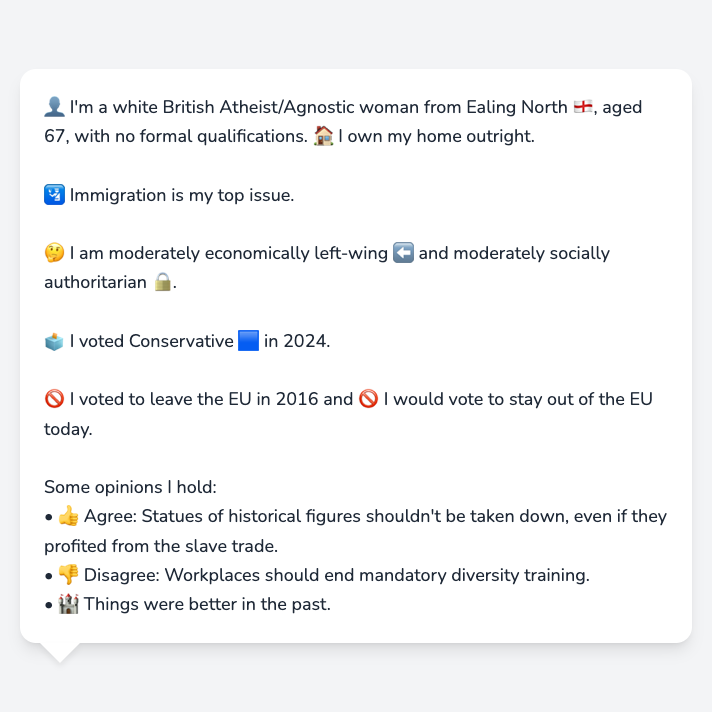 👤 I'm a white British Atheist/Agnostic woman from Ealing North 🏴󠁧󠁢󠁥󠁮󠁧󠁿, aged
67, with no formal qualifications. 🏠 I own my home outright.
🛂 Immigration is my top issue.
🤔 I am moderately economically left-wing ⬅️ and moderately socially
authoritarian 🔒.
🗳️ I voted Conservative 🟦 in 2024.
🚫 I voted to leave the EU in 2016 and 🚫 I would vote to stay out of the EU
today.
Some opinions I hold:
• 👍 Agree: Statues of historical figures shouldn't be taken down, even if they
profited from the slave trade.
• 👎 Disagree: Workplaces should end mandatory diversity training.
• 🏰 Things were better in the past.